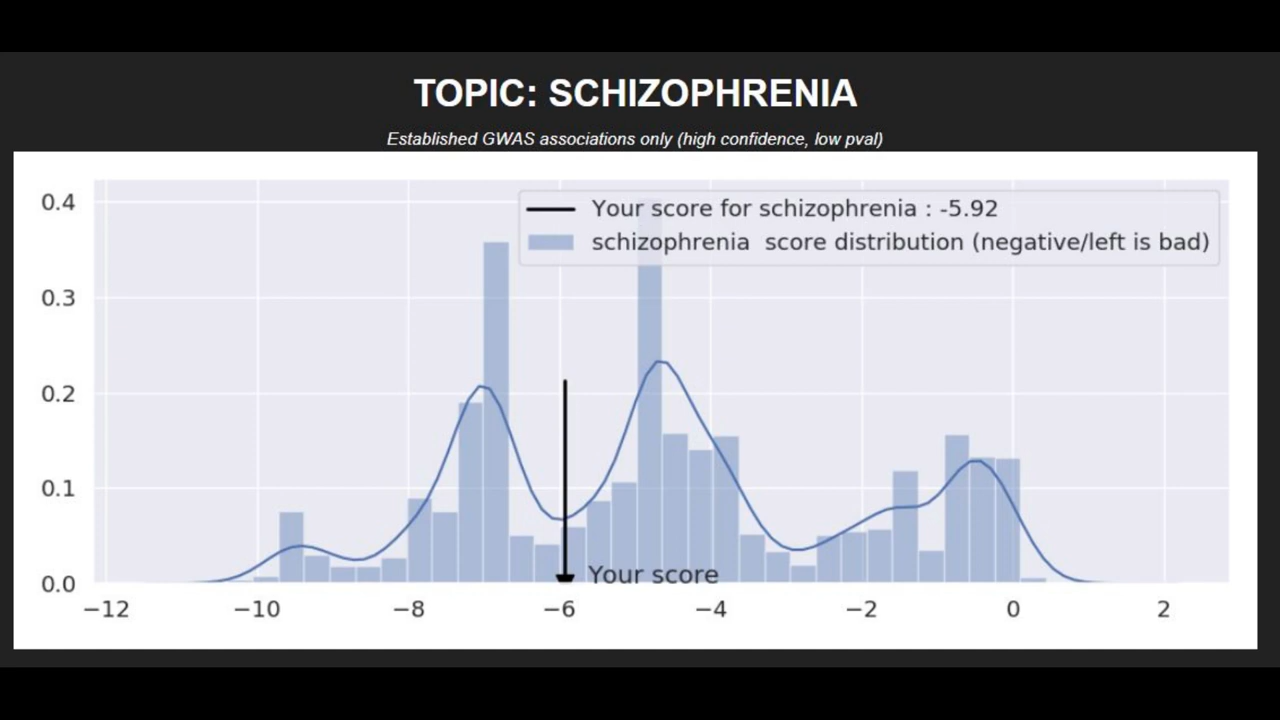 TOPIC: SCHIZOPHRENIA
Established GWAS associations only (high confidence, low pval)
Your score for schizophrenia : -5.92
schizophrenia  score distribution (negative/left is bad)
0.4
0.3
0.2
0.1
0.0
Your score
−12 −10 −8 −6 −4 −2 0 2